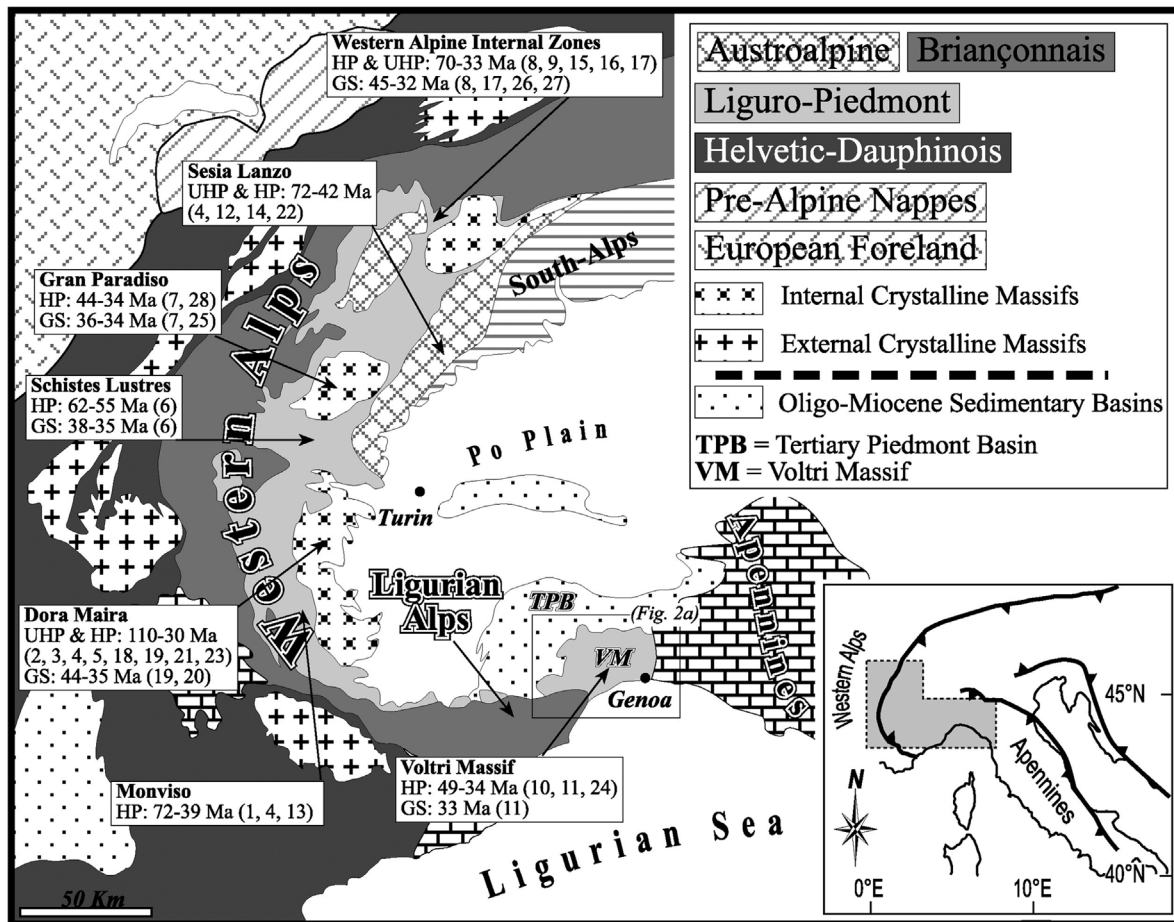 Western Alpine Internal Zones
HP & UHP: 70-33 Ma (8, 9, 15, 16, 17)
GS: 45-32 Ma (8, 17, 26, 27)
Sesia Lanzo
UHP & HP: 72-42 Ma
(4, 12, 14, 22)
Gran Paradiso
HP: 44-34 Ma (7, 28)
GS: 36-34 Ma (7, 25)
Schistes Lustres
HP: 62-55 Ma (6)
GS: 38-35 Ma (6)
Dora Maira
UHP & HP: 110-30 Ma
(2, 3, 4, 5, 18, 19, 21, 23)
GS: 44-35 Ma (19, 20)
Monviso
HP: 72-39 Ma (1, 4, 13)
Voltri Massif
HP: 49-34 Ma (10, 11, 24)
GS: 33 Ma (11)
Western Alps
South-Alps
Po Plain
Turin
Ligurian
Alps
TPB
(Fig. 2a)
VM
Genoa
Apennines
Ligurian Sea
50 Km
Austroalpine
Briançonnais
Liguro-Piedmont
Helvetic-Dauphinois
Pre-Alpine Nappes
European Foreland
Internal Crystalline Massifs
External Crystalline Massifs
Oligo-Miocene Sedimentary Basins
TPB = Tertiary Piedmont Basin
VM = Voltri Massif
Western Alps
Apennines
N
45°N
40°N
0°E
10°E